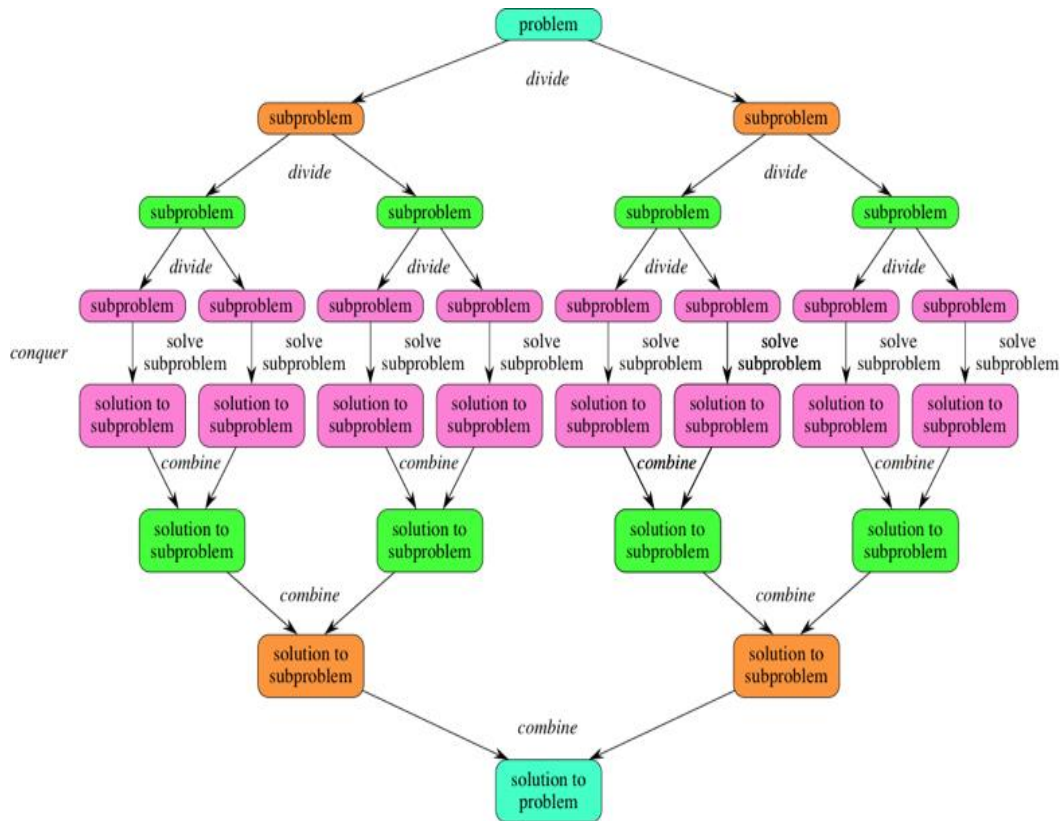 problem
divide
subproblem subproblem
divide divide
subproblem subproblem subproblem subproblem
divide divide divide divide
subproblem subproblem subproblem subproblem subproblem subproblem subproblem subproblem
solve solve solve solve solve solve solve solve
conquer subproblem subproblem subproblem subproblem subproblem subproblem subproblem subproblem
solution to solution to solution to solution to solution to solution to solution to solution to
subproblem subproblem subproblem subproblem subproblem subproblem subproblem subproblem
combine combine combine combine
solution to solution to solution to solution to
subproblem subproblem subproblem subproblem
combine combine
solution to solution to
subproblem subproblem
combine
solution to
problem